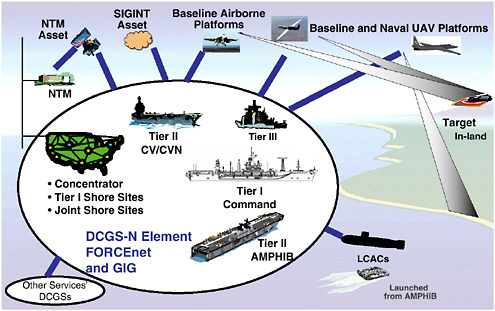 NTM
Asset
SIGINT
Asset
Baseline Airborne
Platforms
Baseline and Naval UAV Platforms
NTM
Target
In-land
Tier II
CV/CVN
Tier III
• Concentrator
• Tier I Shore Sites
• Joint Shore Sites
Tier I
Command
DCGS-N Element
FORCEnet
and GIG
Tier II
AMPHIB
LCACs
Launched
from AMPHIB
Other Services'
DCGSs